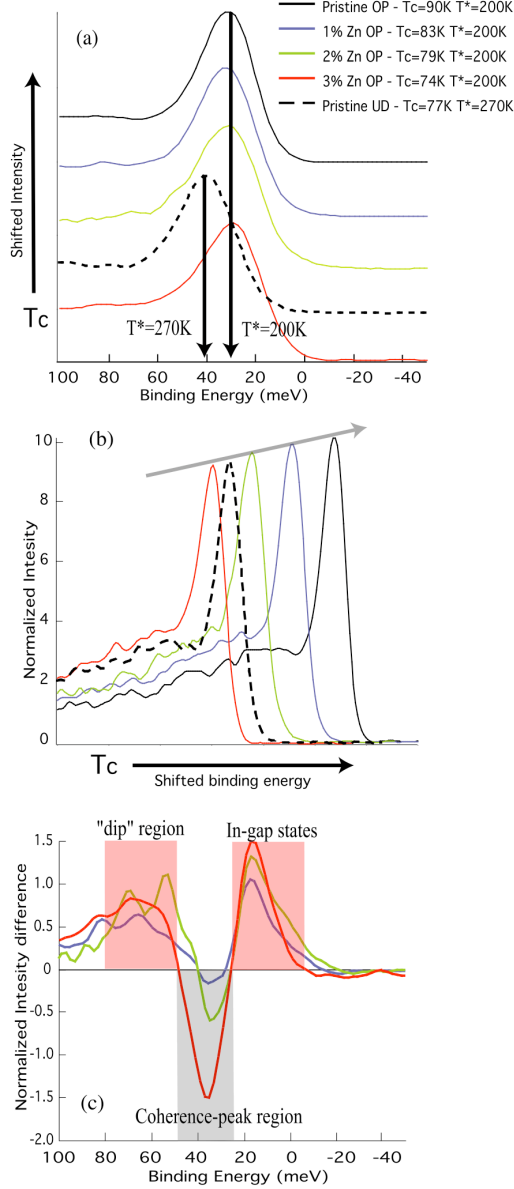 Pristine OP - Tc=90K T*=200K
1% Zn OP - Tc=83K T*=200K
2% Zn OP - Tc=79K T*=200K
3% Zn OP - Tc=74K T*=200K
Pristine UD - Tc=77K T*=270K
(a)
Shifted Intensity
Tc
T*=270K
T*=200K
100 80 60 40 20 0 -20 -40
Binding Energy (meV)
(b)
10
8
6
4
2
0
Normalized Intesity
Tc
Shifted binding energy
1.5
1.0
0.5
0
-0.5
-1.0
-1.5
-2.0
Normalized Intesity difference
"dip" region
In-gap states
(c)
Coherence-peak region
100 80 60 40 20 0 -20 -40
Binding Energy (meV)